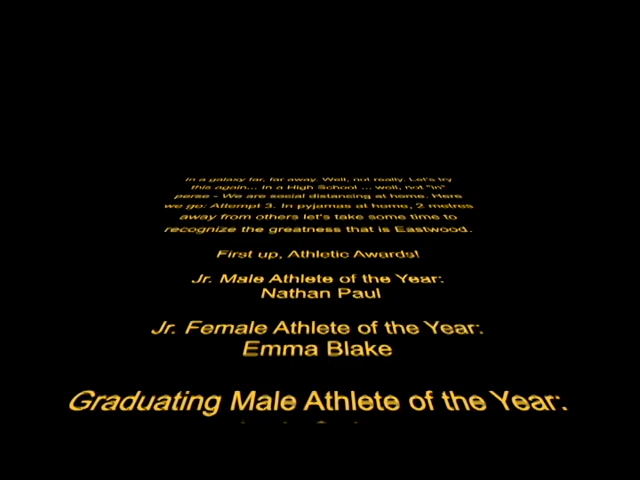 In a galaxy far, far away. Well, not really. Let's try
this again... In a High School ... well, not "in"
perse - We are social distancing at home. Here
we go: Attempt 3. In pyjamas at home, 2 metres
away from others let's take some time to
recognize the greatness that is Eastwood.
First up, Athletic Awards!
Jr. Male Athlete of the Year:
Nathan Paul
Jr. Female Athlete of the Year:
Emma Blake
Graduating Male Athlete of the Year: